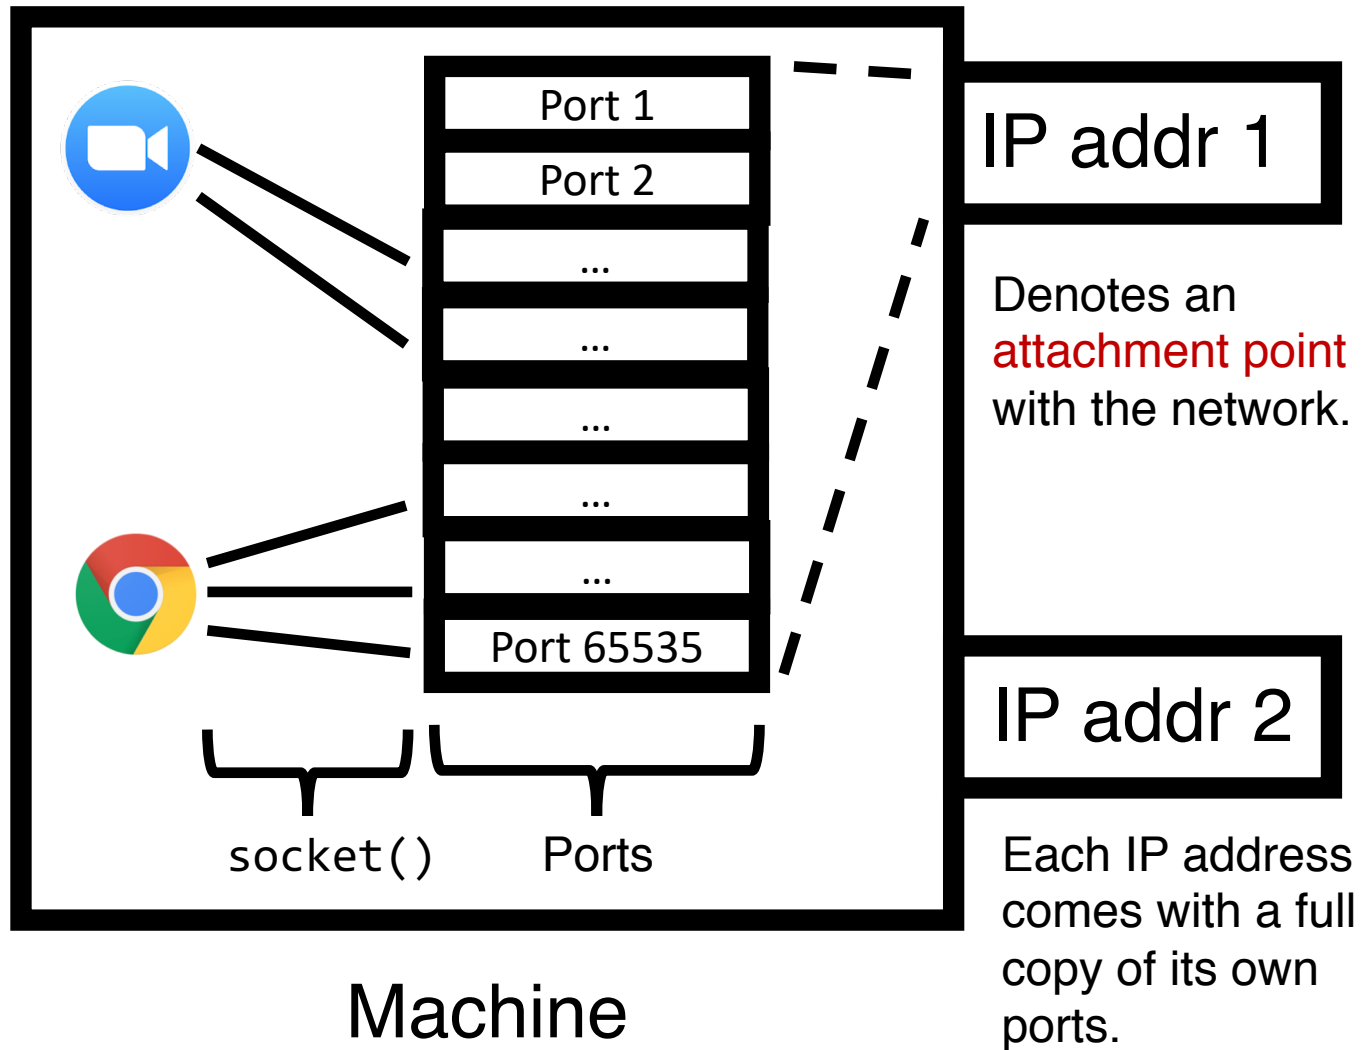 Port 1
Port 2
...
...
...
...
...
Port 65535
socket()
Ports
Machine
IP addr 1
Denotes an
attachment point
with the network.
IP addr 2
Each IP address
comes with a full
copy of its own
ports.